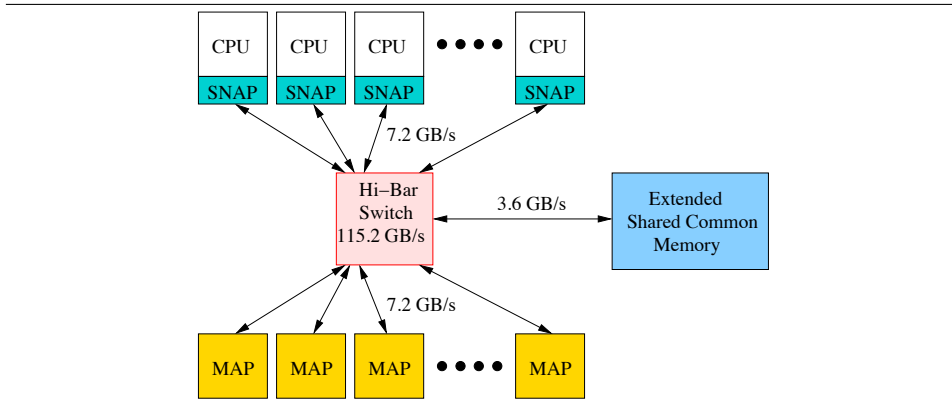 CPU CPU CPU CPU
SNAP SNAP SNAP SNAP
7.2 GB/s
Hi−Bar
Switch
115.2 GB/s
3.6 GB/s
Extended
Shared Common
Memory
7.2 GB/s
MAP MAP MAP MAP